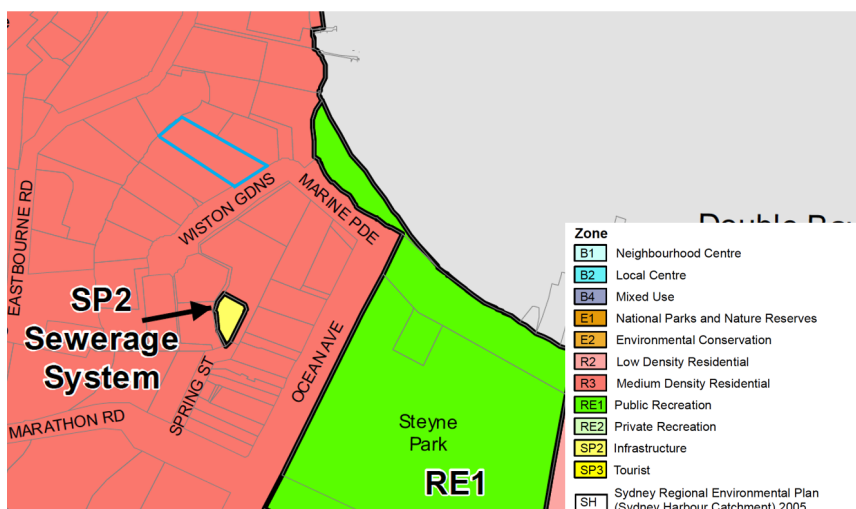 EASTBOURNE RD
WISTON GDNS
MARINE PDE
SP2
Sewerage
System
SPRING ST
OCEAN AVE
MARATHON RD
Steyne
Park
RE1
Zone
B1 Neighbourhood Centre
B2 Local Centre
B4 Mixed Use
E1 National Parks and Nature Reserves
E2 Environmental Conservation
R2 Low Density Residential
R3 Medium Density Residential
RE1 Public Recreation
RE2 Private Recreation
SP2 Infrastructure
SP3 Tourist
SH Sydney Regional Environmental Plan
(Sydney Harbour Catchment) 2005